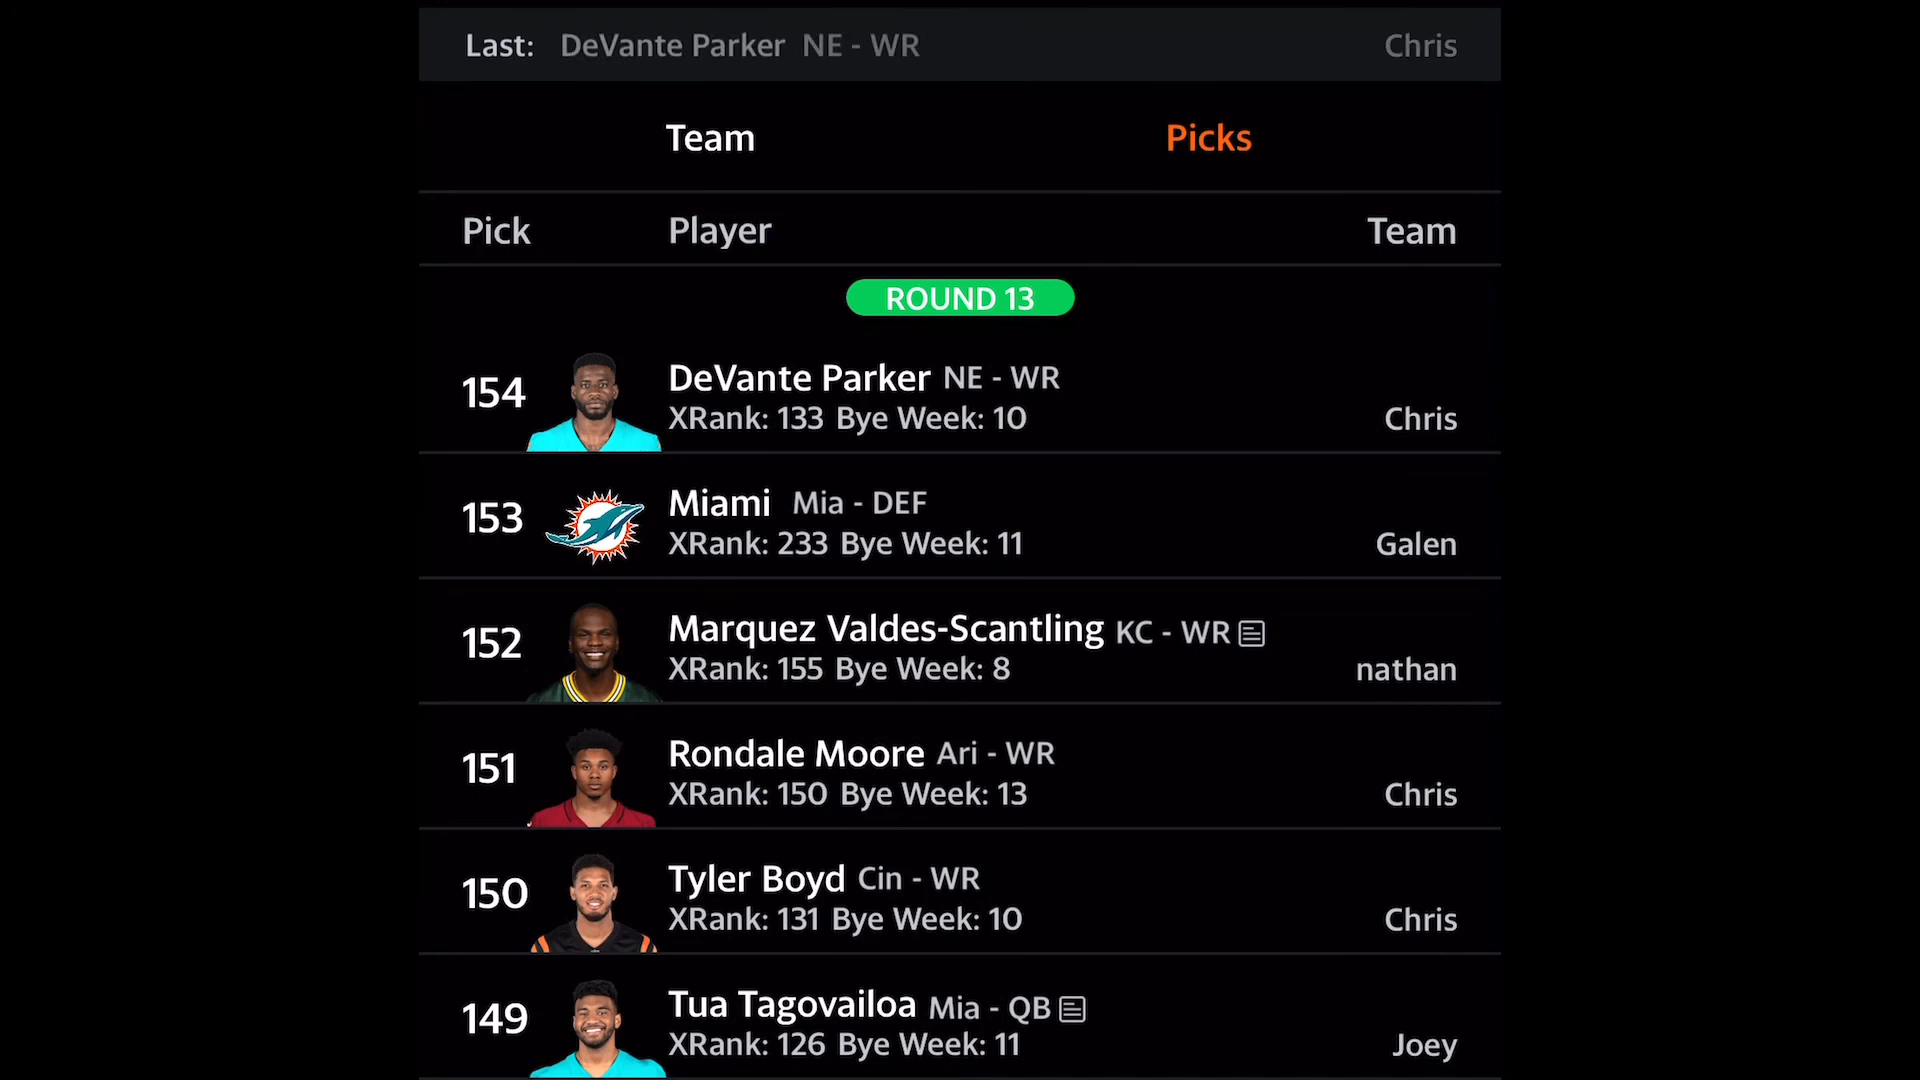 Last: DeVante Parker NE - WR Chris
Team Picks
Pick Player Team
ROUND 13
154 DeVante Parker NE - WR
XRank: 133 Bye Week: 10 Chris
153 Miami Mia - DEF
XRank: 233 Bye Week: 11 Galen
152 Marquez Valdes-Scantling KC - WR
XRank: 155 Bye Week: 8 nathan
151 Rondale Moore Ari - WR
XRank: 150 Bye Week: 13 Chris
150 Tyler Boyd Cin - WR
XRank: 131 Bye Week: 10 Chris
149 Tua Tagovailoa Mia - QB
XRank: 126 Bye Week: 11 Joey